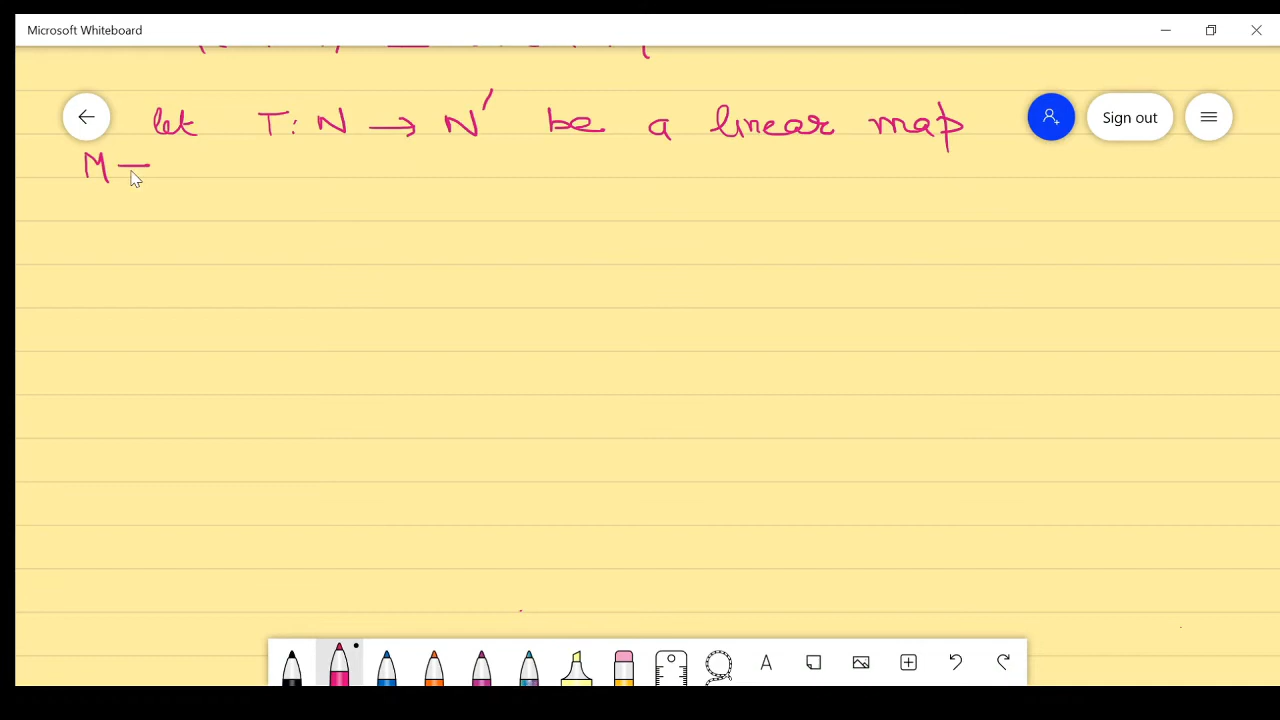 Microsoft Whiteboard
let T: N → N' be a linear map
Sign out
M —
A